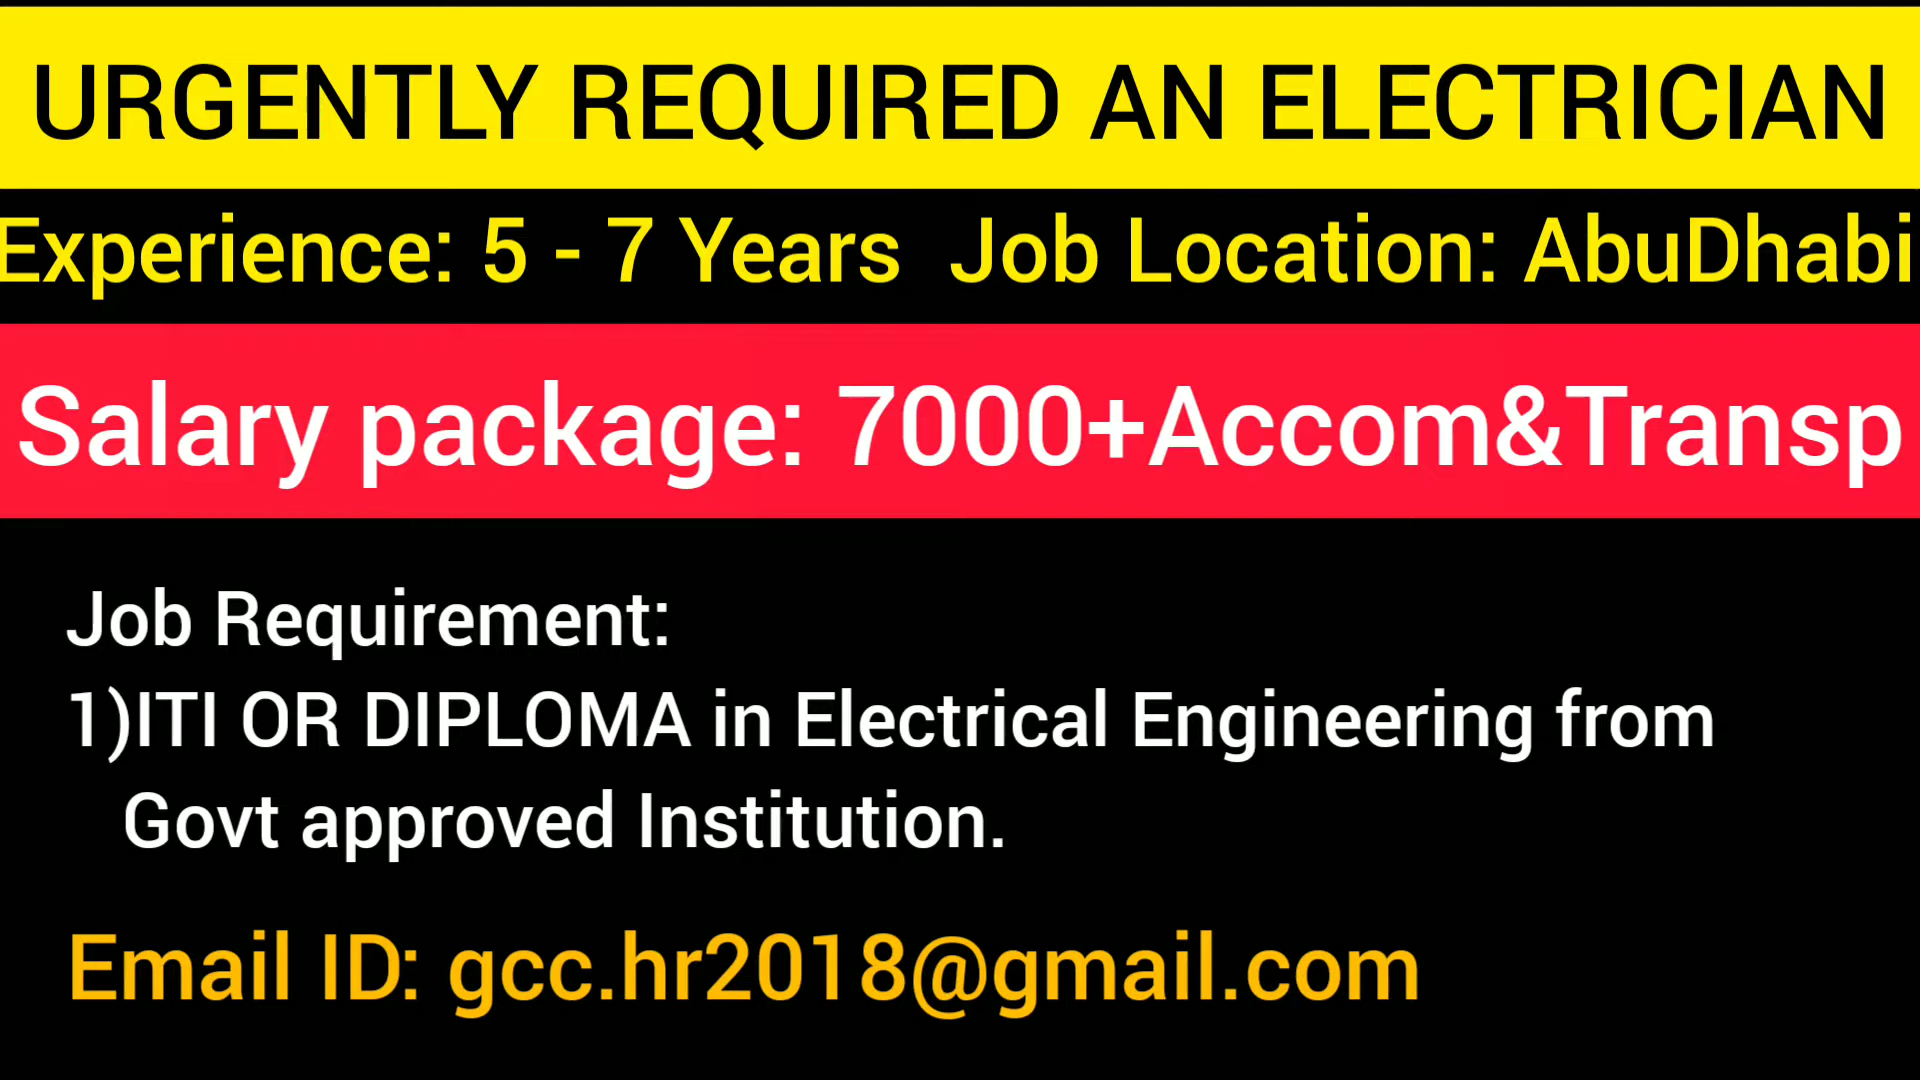 URGENTLY REQUIRED AN ELECTRICIAN
Experience: 5 - 7 Years  Job Location: AbuDhabi
Salary package: 7000+Accom&Transp
Job Requirement:
1)ITI OR DIPLOMA in Electrical Engineering from
Govt approved Institution.
Email ID: gcc.hr2018@gmail.com